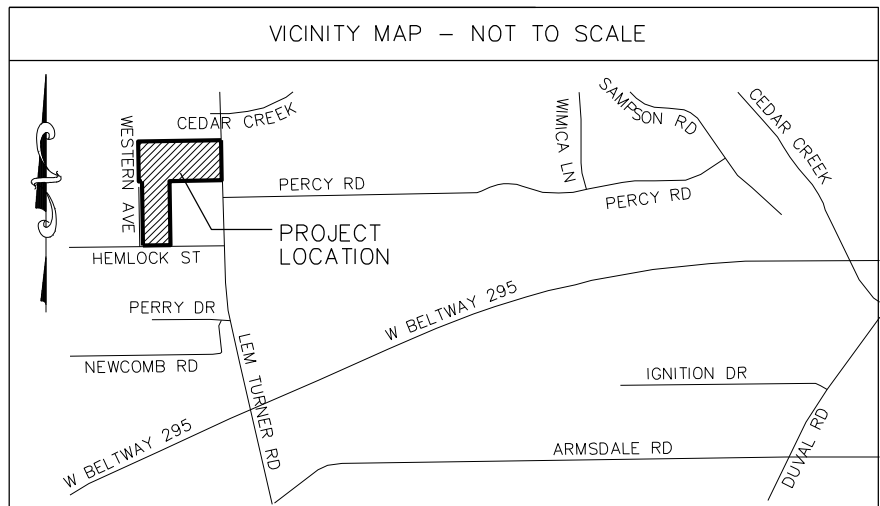 VICINITY MAP – NOT TO SCALE
CEDAR CREEK
WESTERN AVE
WIMICA LN
SAMPSON RD
CEDAR CREEK
PERCY RD
PERCY RD
PROJECT
LOCATION
HEMLOCK ST
PERRY DR
W BELTWAY 295
NEWCOMB RD
LEM TURNER RD
IGNITION DR
W BELTWAY 295
ARMSDALE RD
DUVAL RD